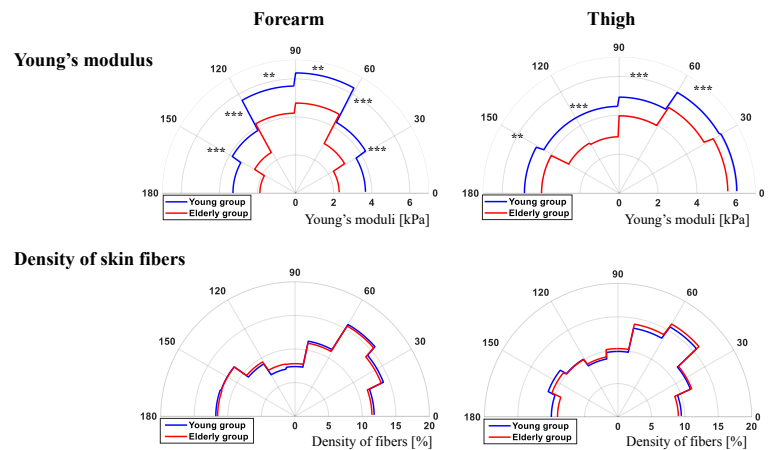 Forearm
Thigh
Young's modulus
90
120
60
150
30
180
0
** ** *** *** *** ***
0 2 4 6
Young's moduli [kPa]
Young group
Elderly group
90
120
60
150
30
180
0
*** *** *** **
0 2 4 6
Young's moduli [kPa]
Young group
Elderly group
Density of skin fibers
90
120
60
150
30
180
0 5 10 15 20
Density of fibers [%]
Young group
Elderly group
90
120
60
150
30
180
0 5 10 15 20
Density of fibers [%]
Young group
Elderly group